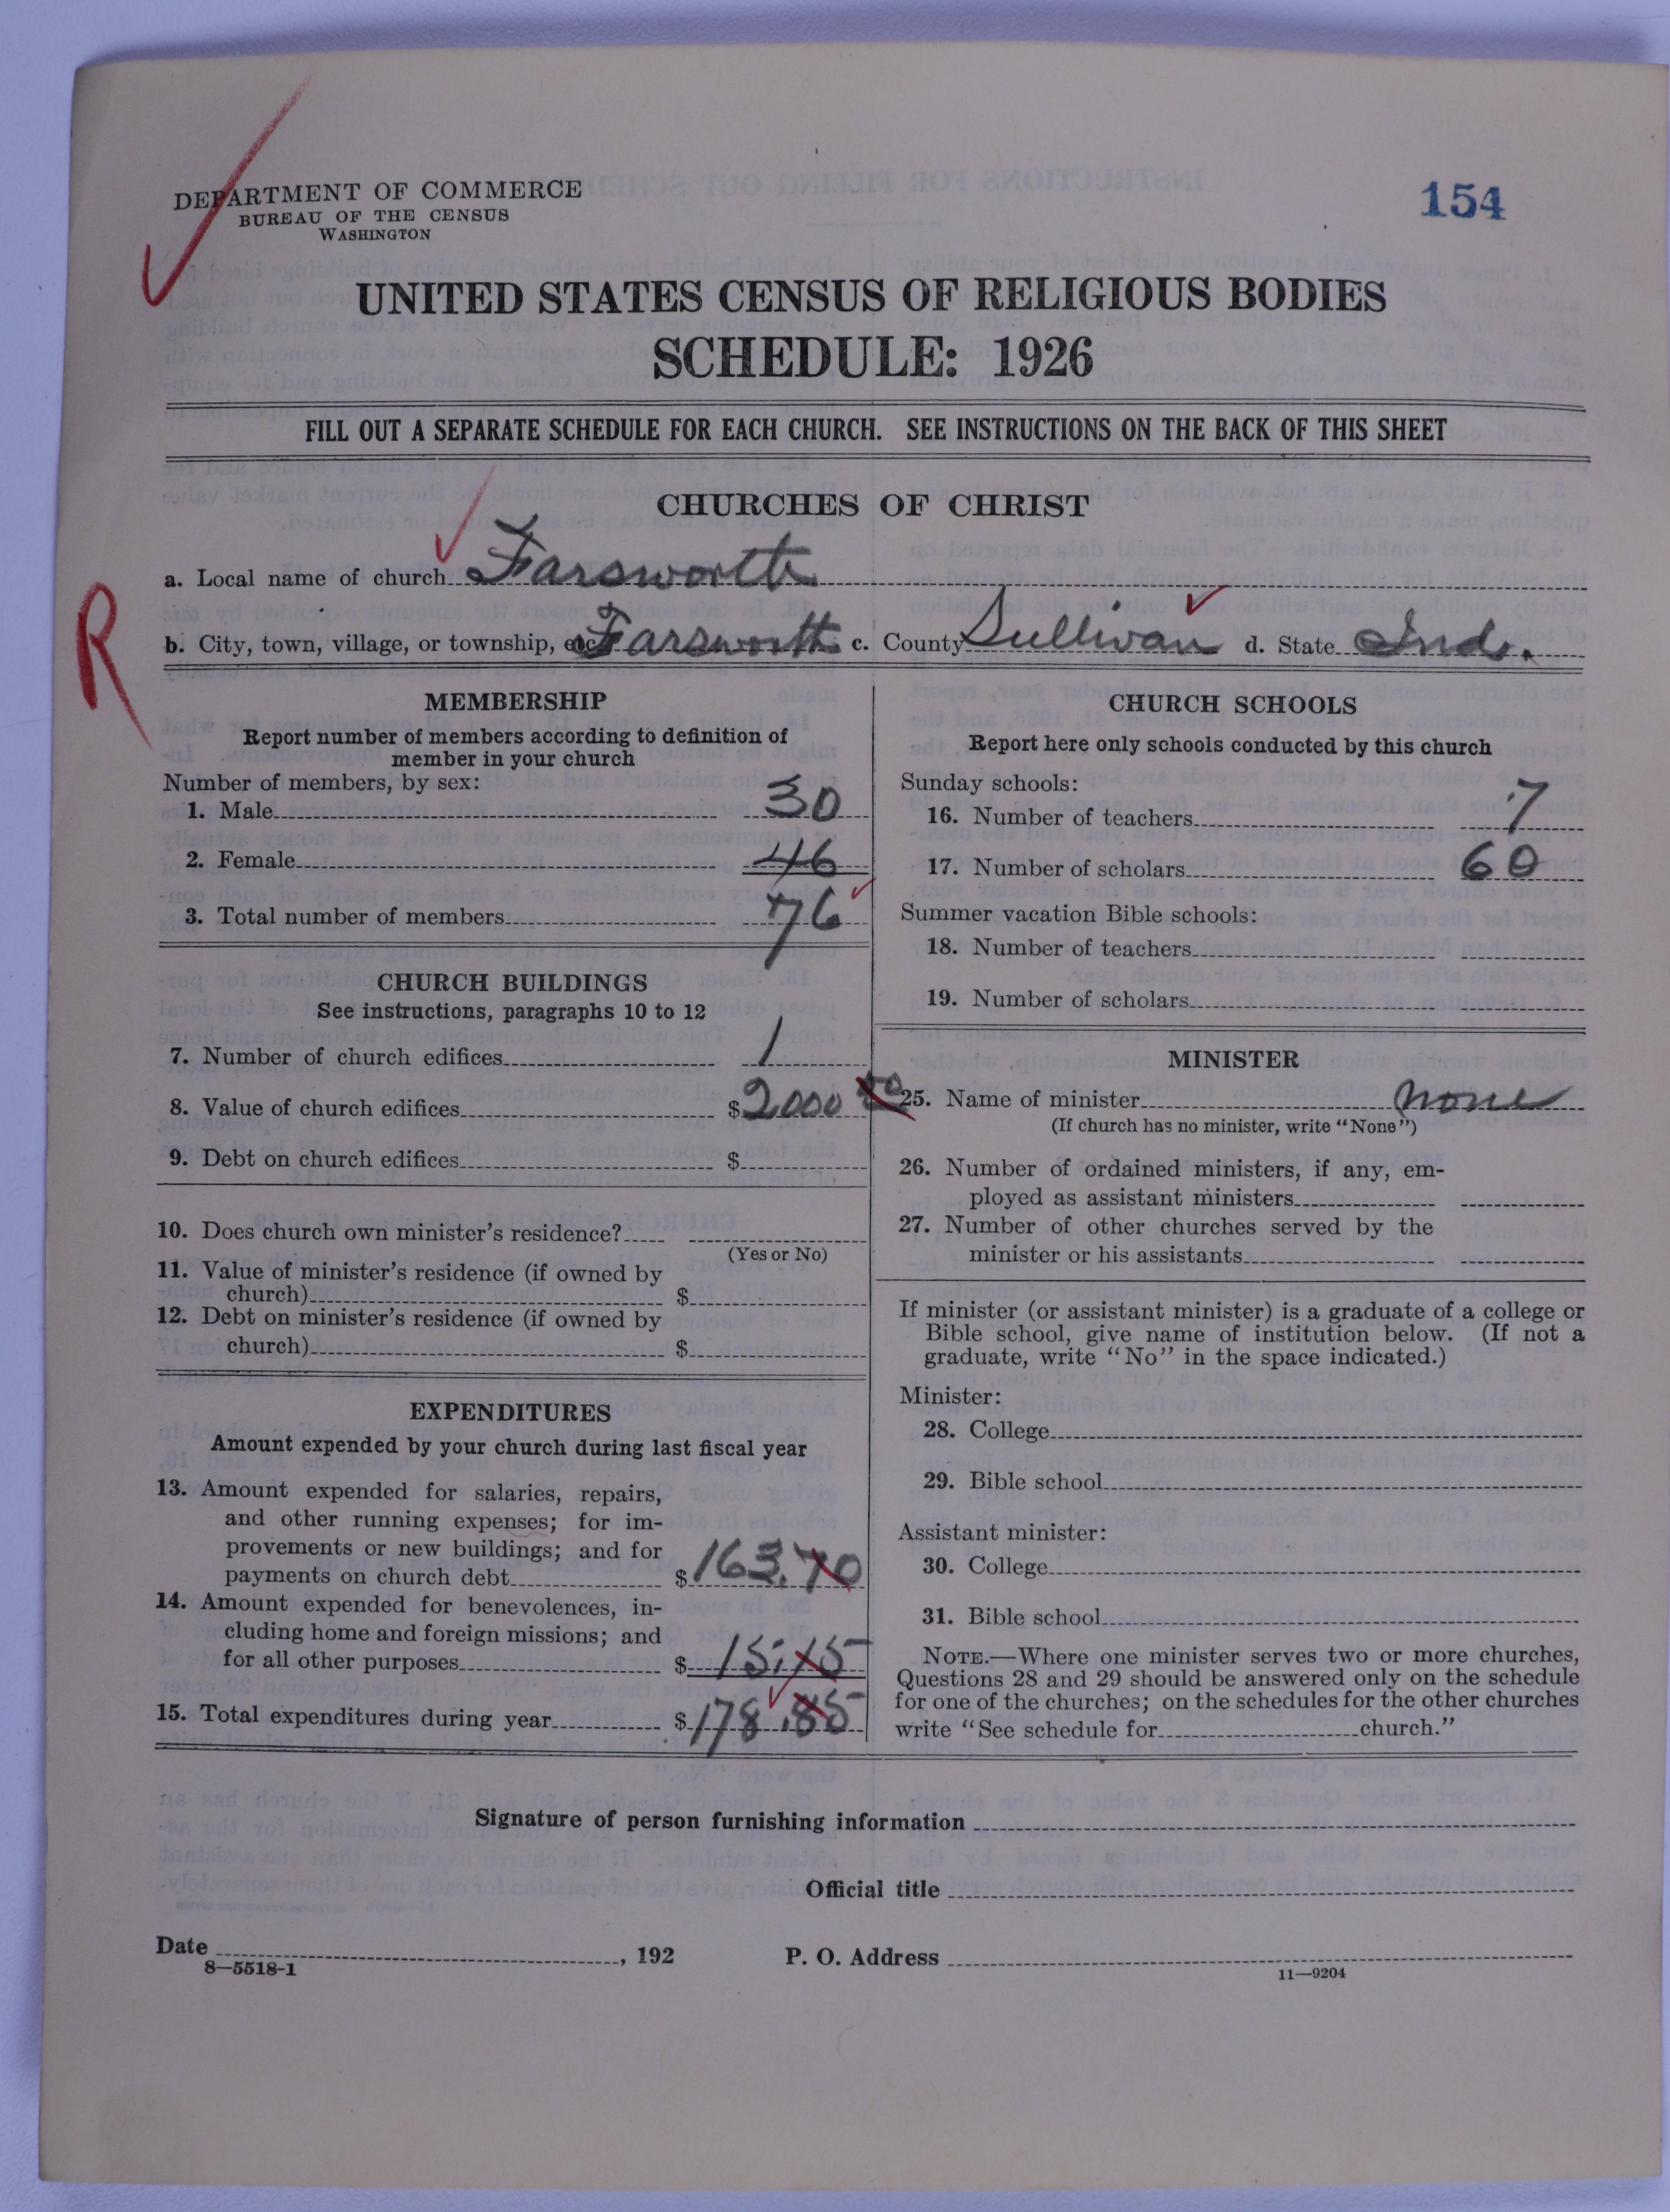 DEPARTMENT OF COMMERCE
BUREAU OF THE CENSUS
WASHINGTON
154
UNITED STATES CENSUS OF RELIGIOUS BODIES
SCHEDULE: 1926
FILL OUT A SEPARATE SCHEDULE FOR EACH CHURCH. SEE INSTRUCTIONS ON THE BACK OF THIS SHEET
CHURCHES OF CHRIST
a. Local name of church Farsworth
R
b. City, town, village, or township, etc. Farsworth c. County Sullivan d. State Ind.
MEMBERSHIP
Report number of members according to definition of
member in your church
Number of members, by sex:
1. Male 30
2. Female 46
3. Total number of members 76
CHURCH BUILDINGS
See instructions, paragraphs 10 to 12
7. Number of church edifices 1
8. Value of church edifices $2000 00
9. Debt on church edifices $
10. Does church own minister's residence?
(Yes or No)
11. Value of minister's residence (if owned by
church) $
12. Debt on minister's residence (if owned by
church) $
EXPENDITURES
Amount expended by your church during last fiscal year
13. Amount expended for salaries, repairs,
and other running expenses; for im-
provements or new buildings; and for
payments on church debt $163.70
14. Amount expended for benevolences, in-
cluding home and foreign missions; and
for all other purposes $15.15
15. Total expenditures during year $178.85
CHURCH SCHOOLS
Report here only schools conducted by this church
Sunday schools:
16. Number of teachers 7
17. Number of scholars 60
Summer vacation Bible schools:
18. Number of teachers
19. Number of scholars
MINISTER
25. Name of minister None
(If church has no minister, write "None")
26. Number of ordained ministers, if any, em-
ployed as assistant ministers
27. Number of other churches served by the
minister or his assistants
If minister (or assistant minister) is a graduate of a college or
Bible school, give name of institution below. (If not a
graduate, write "No" in the space indicated.)
Minister:
28. College
29. Bible school
Assistant minister:
30. College
31. Bible school
NOTE.—Where one minister serves two or more churches,
Questions 28 and 29 should be answered only on the schedule
for one of the churches; on the schedules for the other churches
write "See schedule for church."
Signature of person furnishing information
Official title
Date , 192 P. O. Address
8—5518-1
11—9204